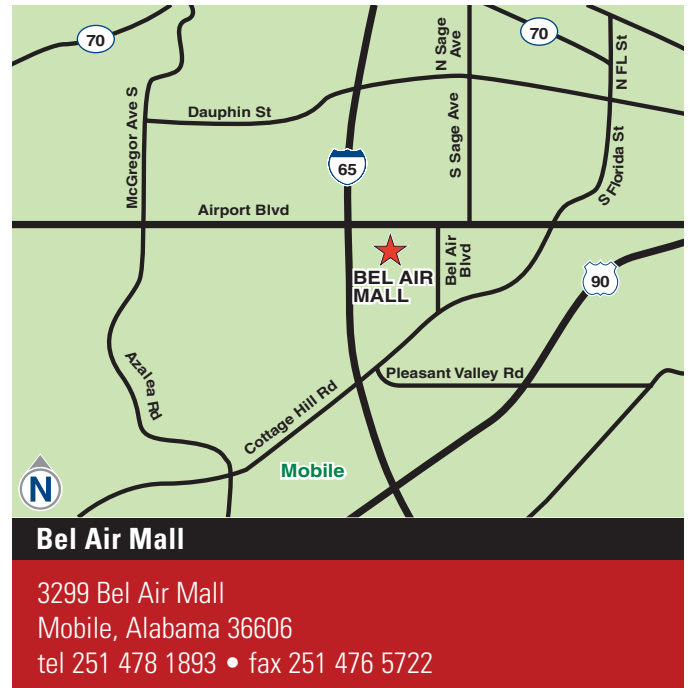 70
70
N Sage
Ave
N FL St
McGregor Ave S
Dauphin St
S Sage Ave
65
S Florida St
Airport Blvd
BEL AIR
MALL
Bel Air
Blvd
90
Azalea Rd
Cottage Hill Rd
Pleasant Valley Rd
Mobile
N
Bel Air Mall
3299 Bel Air Mall
Mobile, Alabama 36606
tel 251 478 1893 • fax 251 476 5722